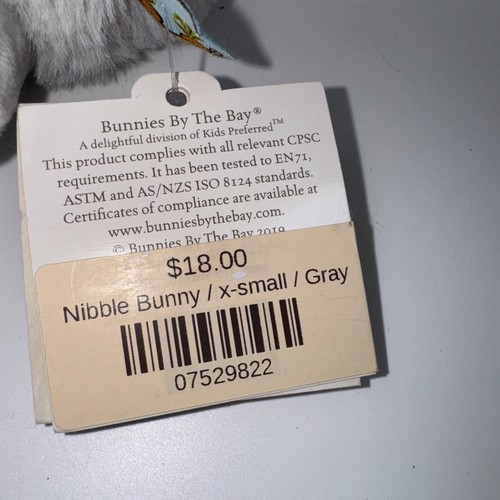 Bunnies By The Bay®
A delightful division of Kids Preferred™
This product complies with all relevant CPSC
requirements. It has been tested to EN71,
ASTM and AS/NZS ISO 8124 standards.
Certificates of compliance are available at
www.bunniesbythebay.com.
© Bunnies By The Bay 2019
$18.00
Nibble Bunny / x-small / Gray
07529822